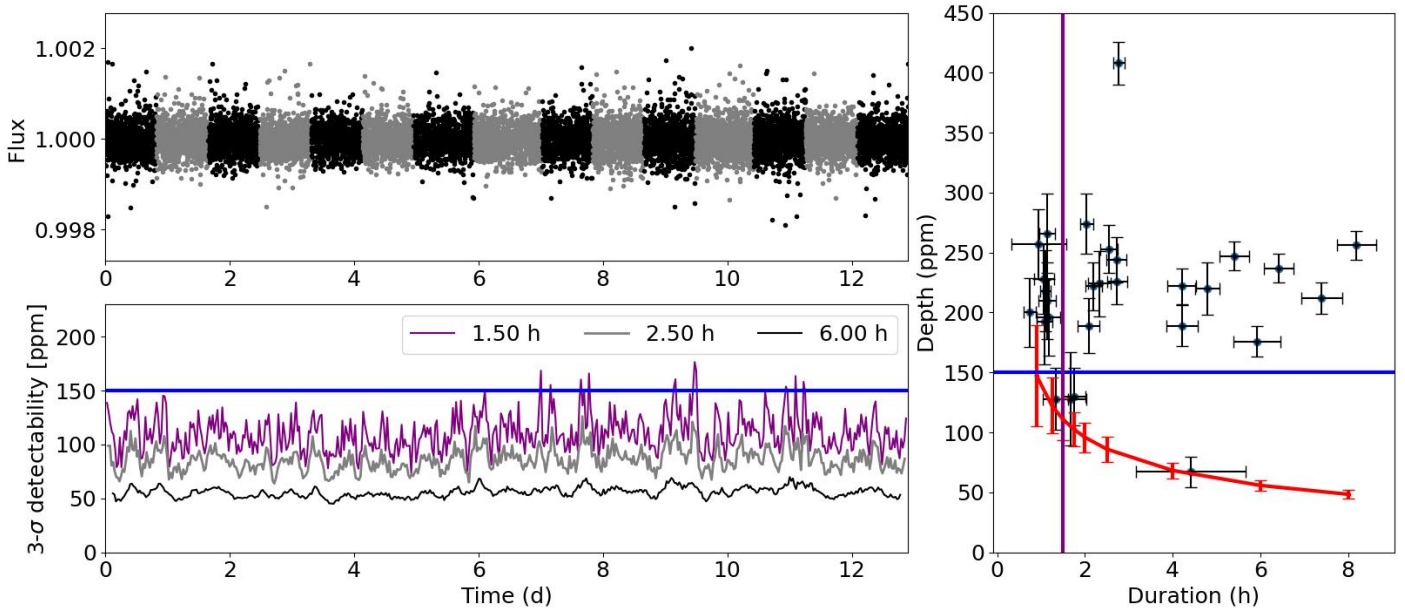 1.002
1.000
0.998
Flux
0 2 4 6 8 10 12
200
150
100
50
0
3-σ detectability [ppm]
1.50 h 2.50 h 6.00 h
0 2 4 6 8 10 12
Time (d)
450
400
350
300
250
200
150
100
50
0
Depth (ppm)
0 2 4 6 8
Duration (h)